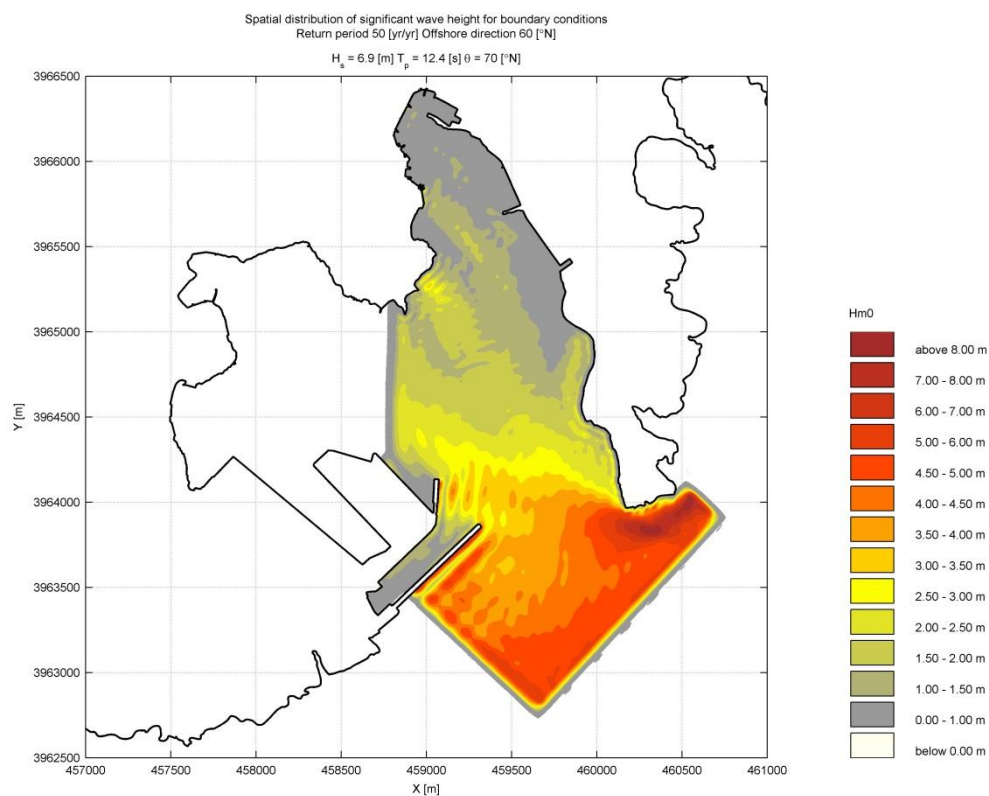 Spatial distribution of significant wave height for boundary conditions
Return period 50 [yr/yr] Offshore direction 60 [°N]
H_s = 6.9 [m] T_p = 12.4 [s] θ = 70 [°N]
3966500
3966000
3965500
3965000
3964500
3964000
3963500
3963000
3962500
Y [m]
457000 457500 458000 458500 459000 459500 460000 460500 461000
X [m]
Hm0
above 8.00 m
7.00 - 8.00 m
6.00 - 7.00 m
5.00 - 6.00 m
4.50 - 5.00 m
4.00 - 4.50 m
3.50 - 4.00 m
3.00 - 3.50 m
2.50 - 3.00 m
2.00 - 2.50 m
1.50 - 2.00 m
1.00 - 1.50 m
0.00 - 1.00 m
below 0.00 m